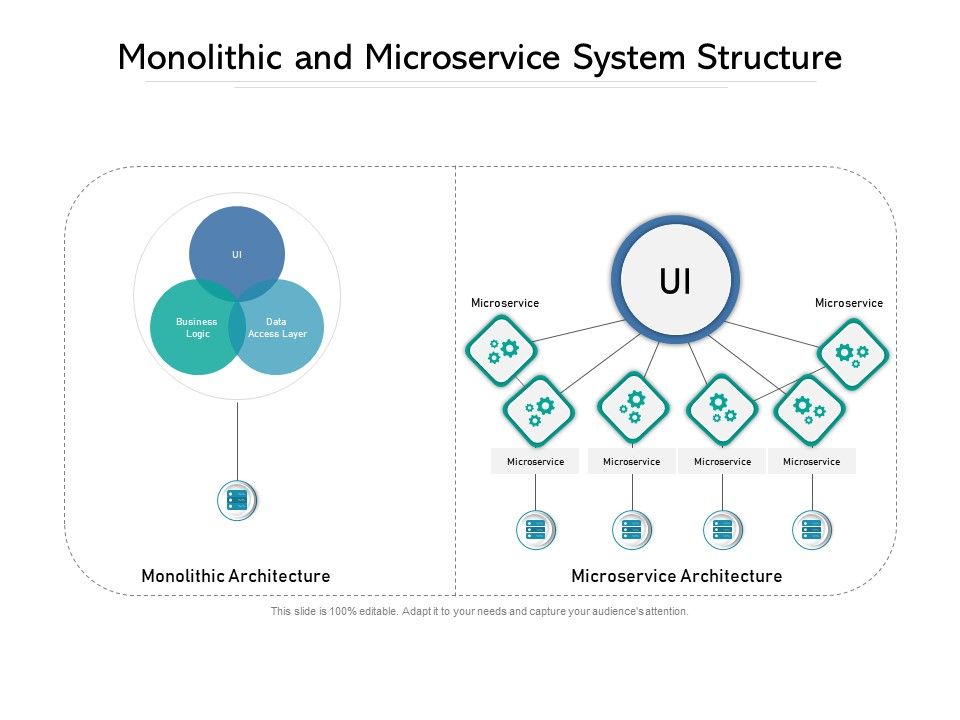 Monolithic and Microservice System Structure
UI
Business
Logic
Data
Access Layer
Monolithic Architecture
UI
Microservice
Microservice
Microservice
Microservice
Microservice
Microservice
Microservice Architecture
This slide is 100% editable. Adapt it to your needs and capture your audience's attention.